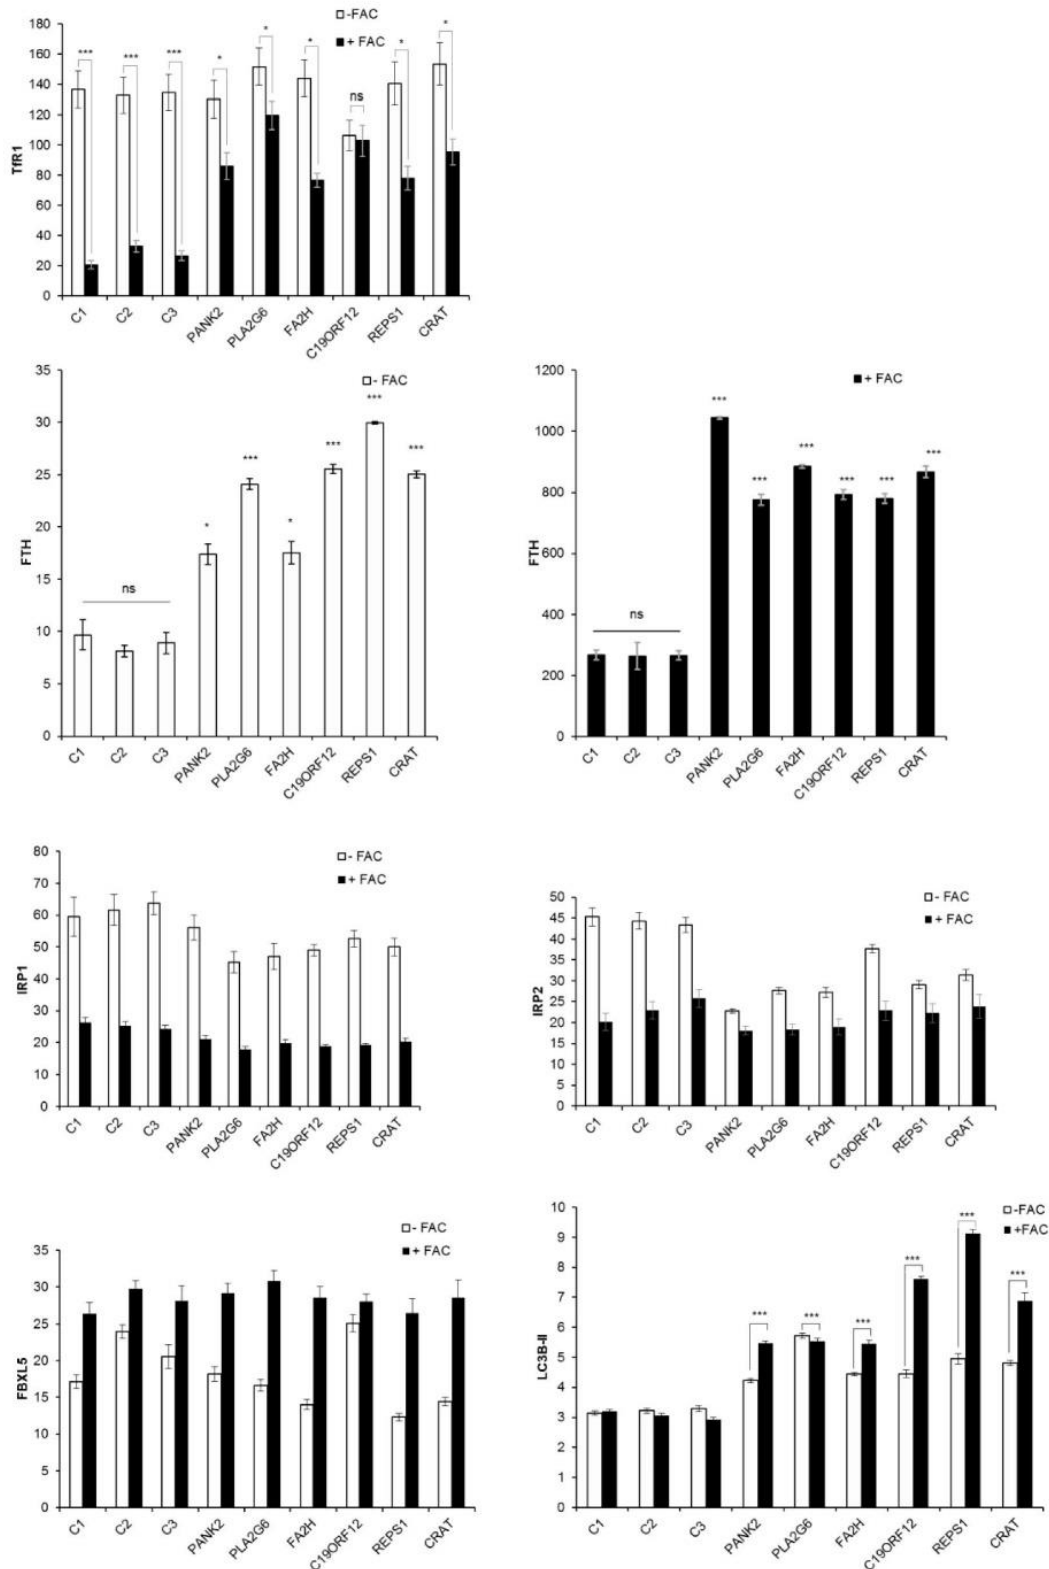 -FAC
+ FAC
180
160
140
120
100
80
60
40
20
0
TfR1
*** *** *** * * * ns * *
C1 C2 C3 PANK2 PLA2G6 FA2H C19ORF12 REPS1 CRAT
- FAC
35
30
25
20
15
10
5
0
FTH
ns * *** * *** *** ***
C1 C2 C3 PANK2 PLA2G6 FA2H C19ORF12 REPS1 CRAT
+ FAC
1200
1000
800
600
400
200
0
FTH
ns *** *** *** *** *** ***
C1 C2 C3 PANK2 PLA2G6 FA2H C19ORF12 REPS1 CRAT
- FAC
+ FAC
80
70
60
50
40
30
20
10
0
IRP1
C1 C2 C3 PANK2 PLA2G6 FA2H C19ORF12 REPS1 CRAT
- FAC
+ FAC
50
45
40
35
30
25
20
15
10
5
0
IRP2
C1 C2 C3 PANK2 PLA2G6 FA2H C19ORF12 REPS1 CRAT
- FAC
+ FAC
35
30
25
20
15
10
5
0
FBXL5
C1 C2 C3 PANK2 PLA2G6 FA2H C19ORF12 REPS1 CRAT
-FAC
+FAC
10
9
8
7
6
5
4
3
2
1
0
LC3B-II
*** *** *** *** *** ***
C1 C2 C3 PANK2 PLA2G6 FA2H C19ORF12 REPS1 CRAT